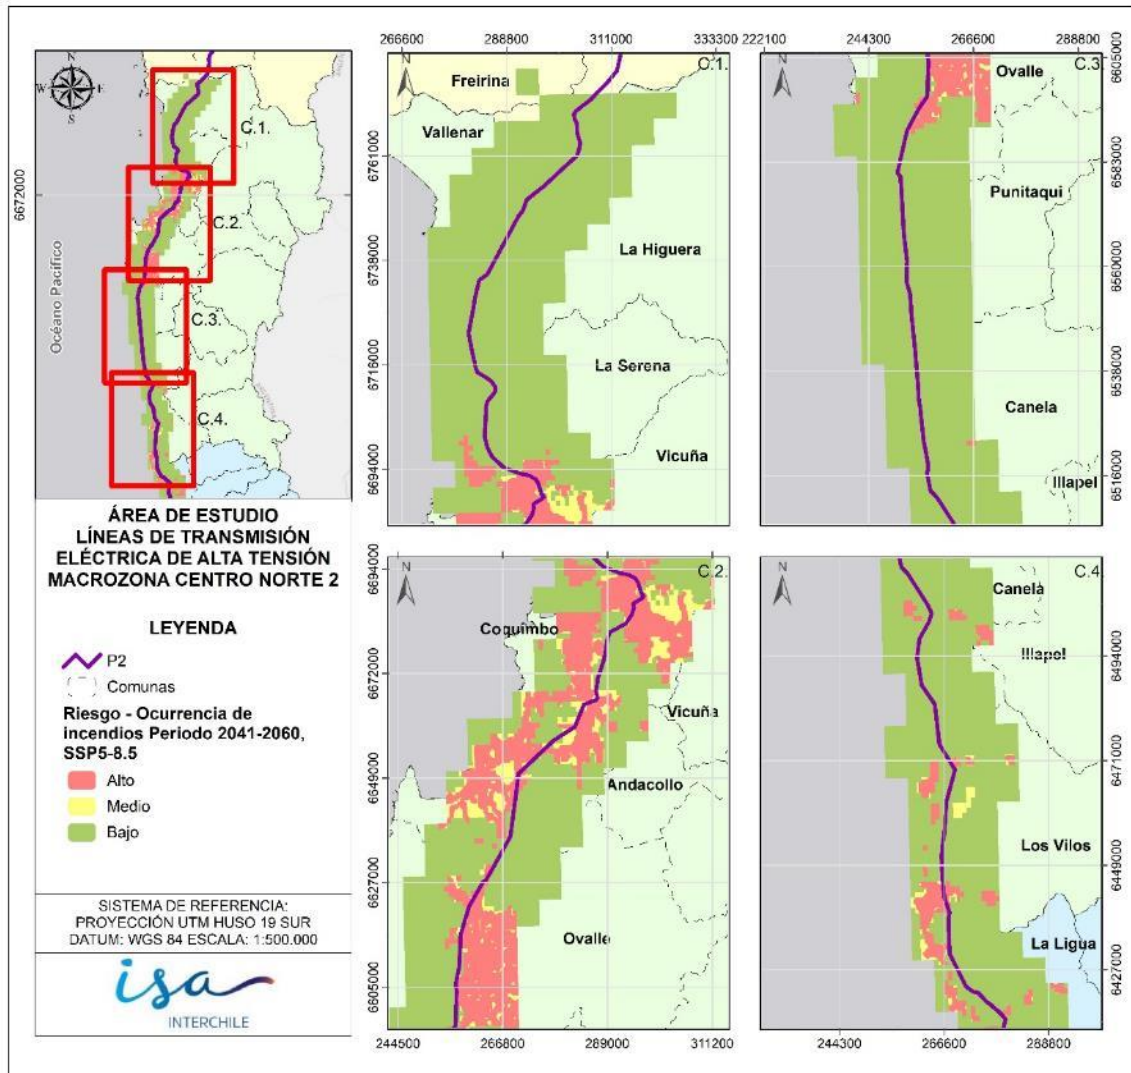 N
W
E
S
C.1.
C.2.
C.3.
C.4.
6672000
Océano Pacífico
ÁREA DE ESTUDIO
LÍNEAS DE TRANSMISIÓN
ELÉCTRICA DE ALTA TENSIÓN
MACROZONA CENTRO NORTE 2
LEYENDA
P2
Comunas
Riesgo - Ocurrencia de
incendios Periodo 2041-2060,
SSP5-8.5
Alto
Medio
Bajo
SISTEMA DE REFERENCIA:
PROYECCIÓN UTM HUSO 19 SUR
DATUM: WGS 84 ESCALA: 1:500.000
isa
INTERCHILE
266600 288800 311000 333300
N
C.1.
Freirina
Vallenar
La Higuera
La Serena
Vicuña
6761000
6738000
6716000
6694000
222100 244300 266600 288800
N
C.3
Ovalle
Punitaqui
Canela
Illapel
6605000
6583000
6560000
6538000
6516000
N
C.2.
Coquimbo
Vicuña
Andacollo
Ovalle
6694000
6672000
6649000
6627000
6605000
244500 266800 289000 311200
N
C.4
Canela
Illapel
Los Vilos
La Ligua
6494000
6471000
6449000
6427000
244300 266600 288800